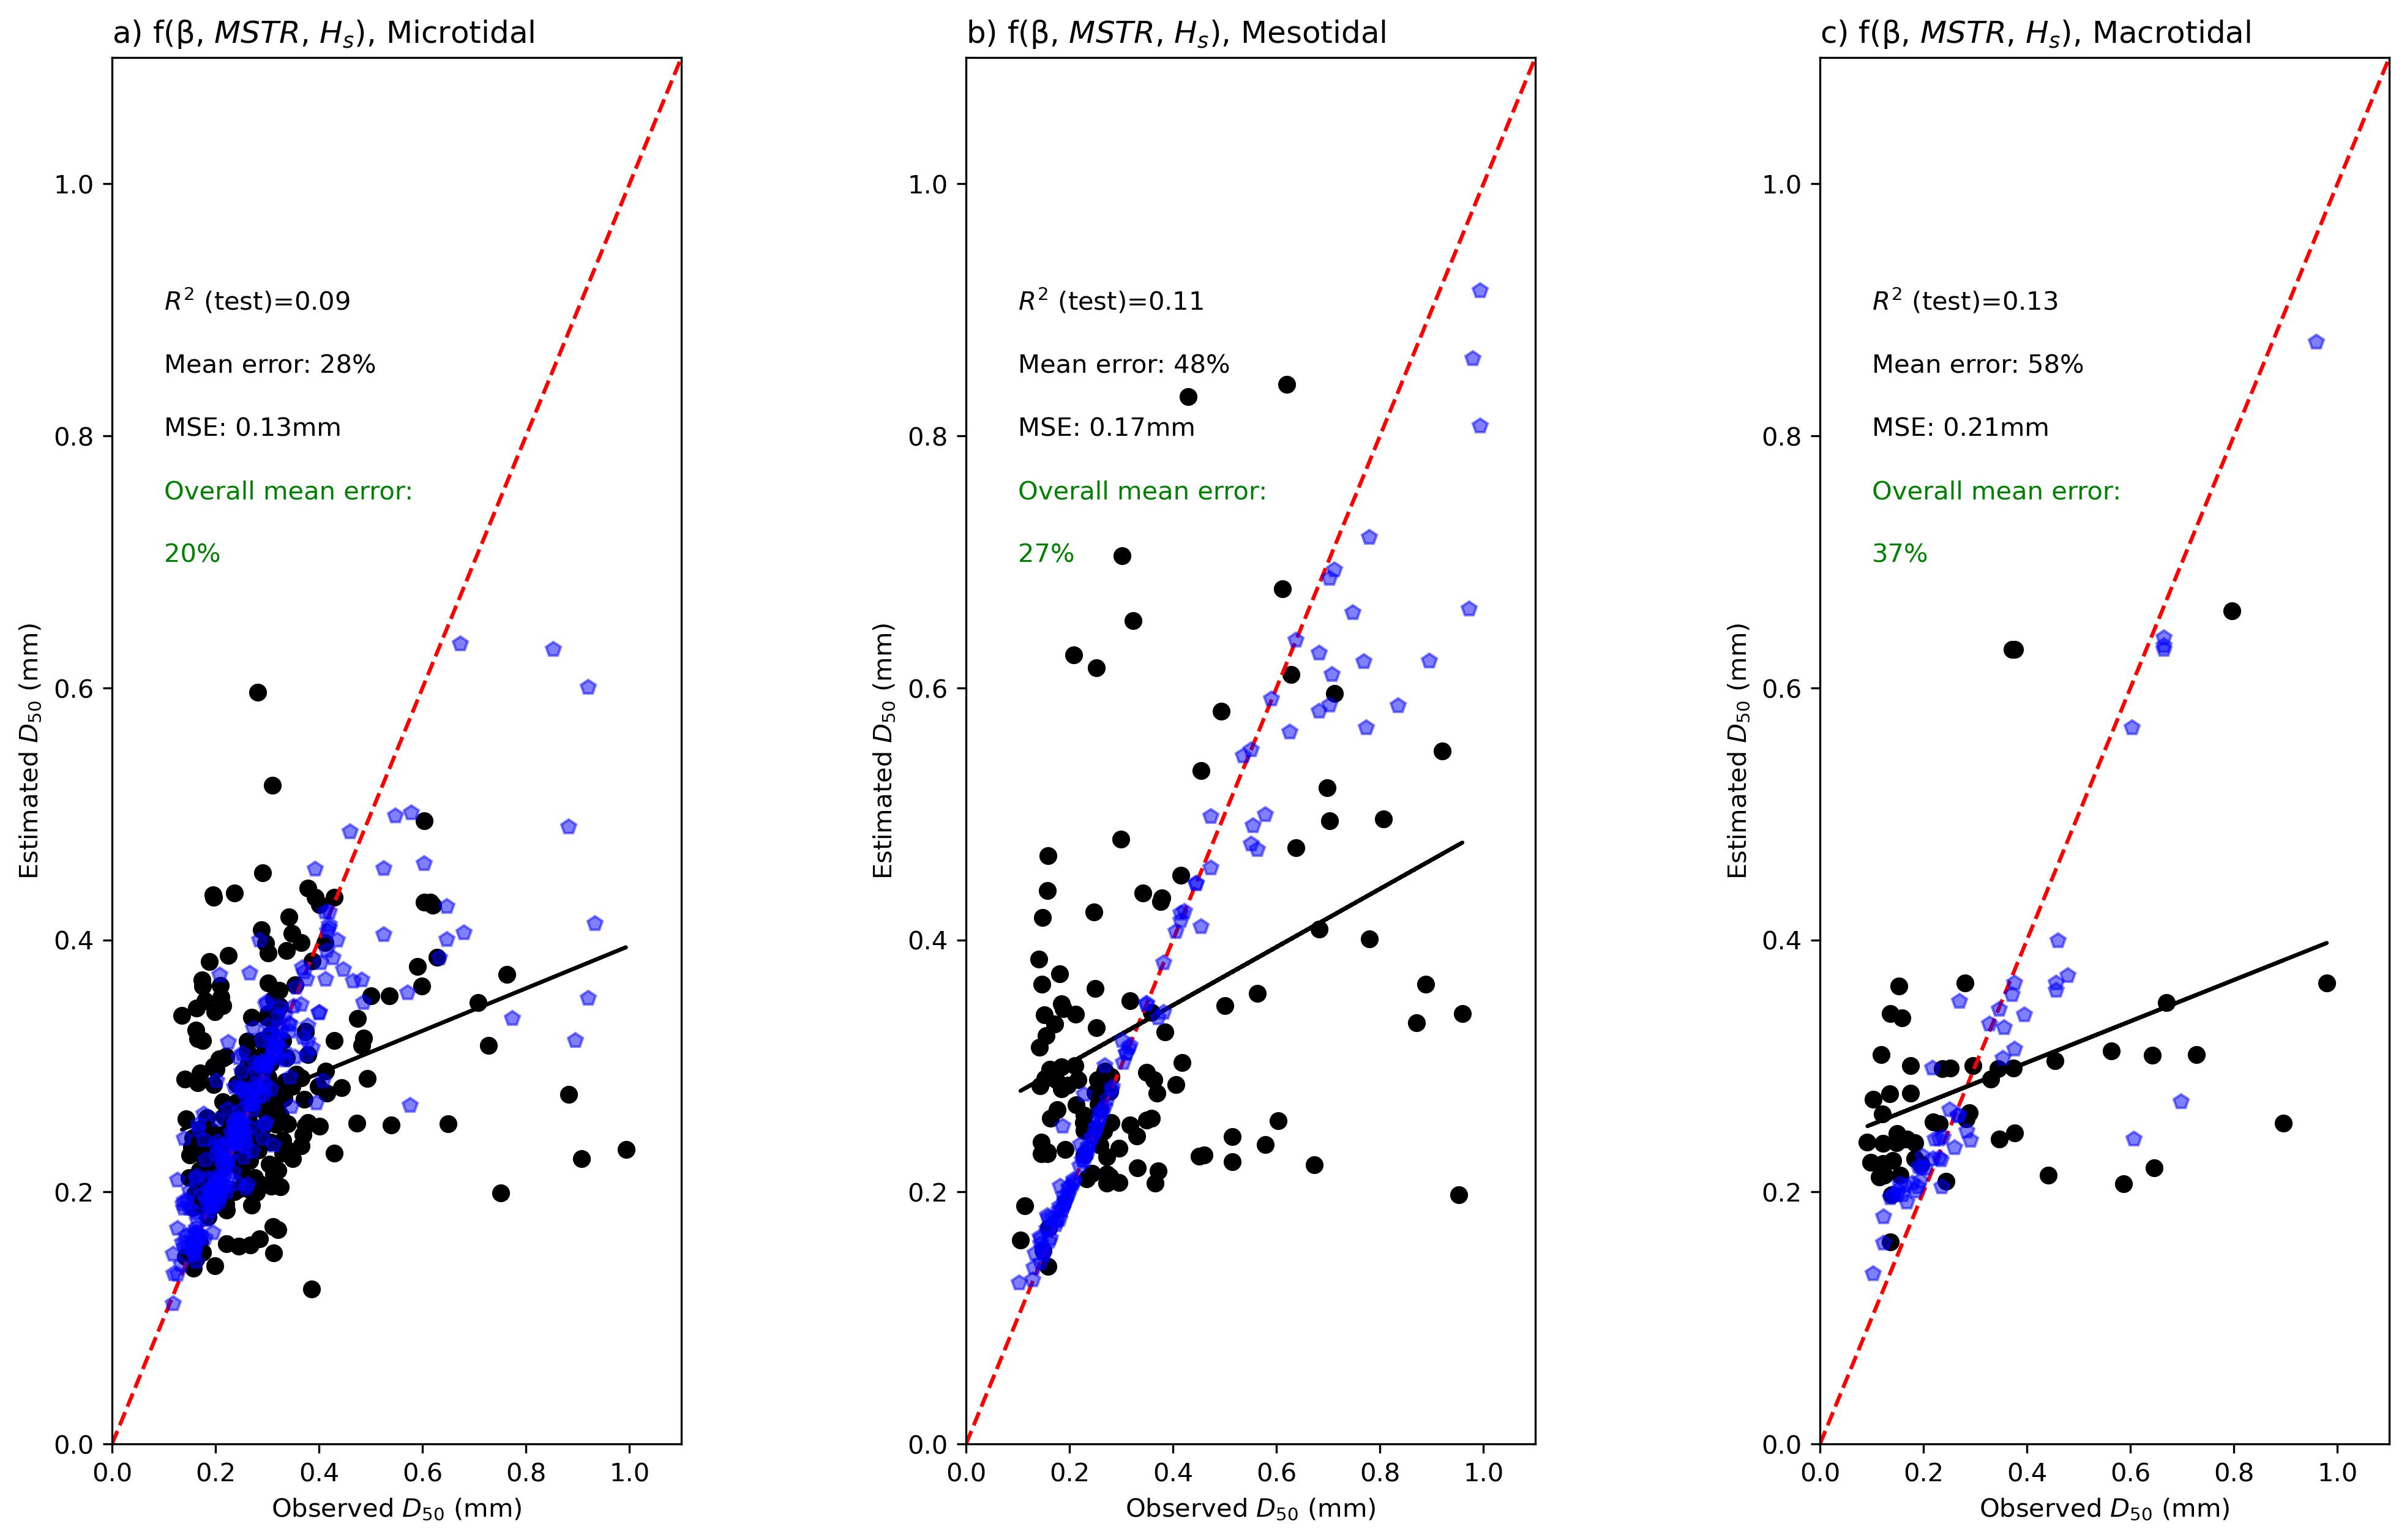 a) f(β, MSTR, Hₛ), Microtidal
1.0
0.8
0.6
0.4
0.2
0.0
Estimated D₅₀ (mm)
R² (test)=0.09
Mean error: 28%
MSE: 0.13mm
Overall mean error:
20%
0.0 0.2 0.4 0.6 0.8 1.0
Observed D₅₀ (mm)
b) f(β, MSTR, Hₛ), Mesotidal
1.0
0.8
0.6
0.4
0.2
0.0
Estimated D₅₀ (mm)
R² (test)=0.11
Mean error: 48%
MSE: 0.17mm
Overall mean error:
27%
0.0 0.2 0.4 0.6 0.8 1.0
Observed D₅₀ (mm)
c) f(β, MSTR, Hₛ), Macrotidal
1.0
0.8
0.6
0.4
0.2
0.0
Estimated D₅₀ (mm)
R² (test)=0.13
Mean error: 58%
MSE: 0.21mm
Overall mean error:
37%
0.0 0.2 0.4 0.6 0.8 1.0
Observed D₅₀ (mm)